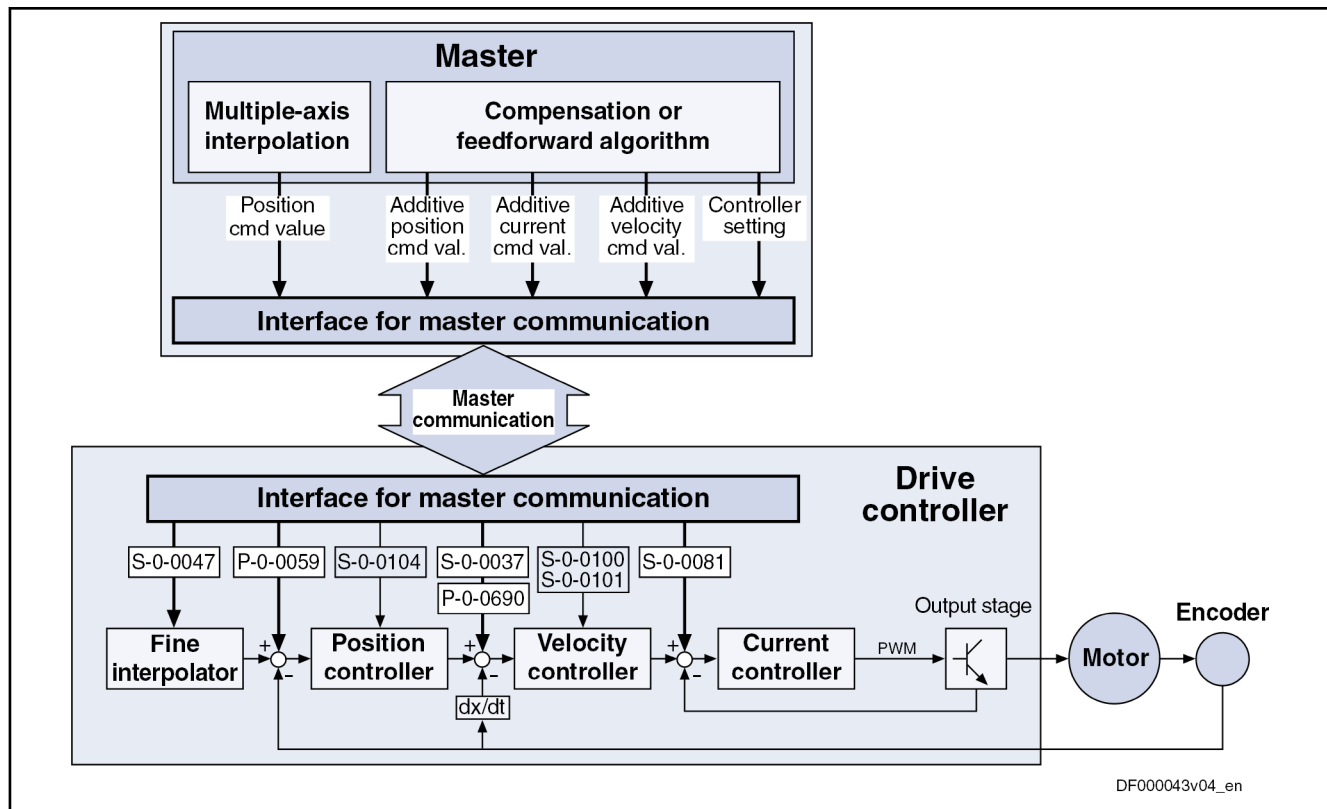 Master
Multiple-axis
interpolation
Compensation or
feedforward algorithm
Position
cmd value
Additive
position
cmd val.
Additive
current
cmd val.
Additive
velocity
cmd val.
Controller
setting
Interface for master communication
Master
communication
Drive
controller
Interface for master communication
S-0-0047
P-0-0059
S-0-0104
S-0-0037
P-0-0690
S-0-0100
S-0-0101
S-0-0081
Output stage
Encoder
Fine
interpolator
+
-
Position
controller
+
-
Velocity
controller
+
-
Current
controller
PWM
Motor
dx/dt
DF000043v04_en